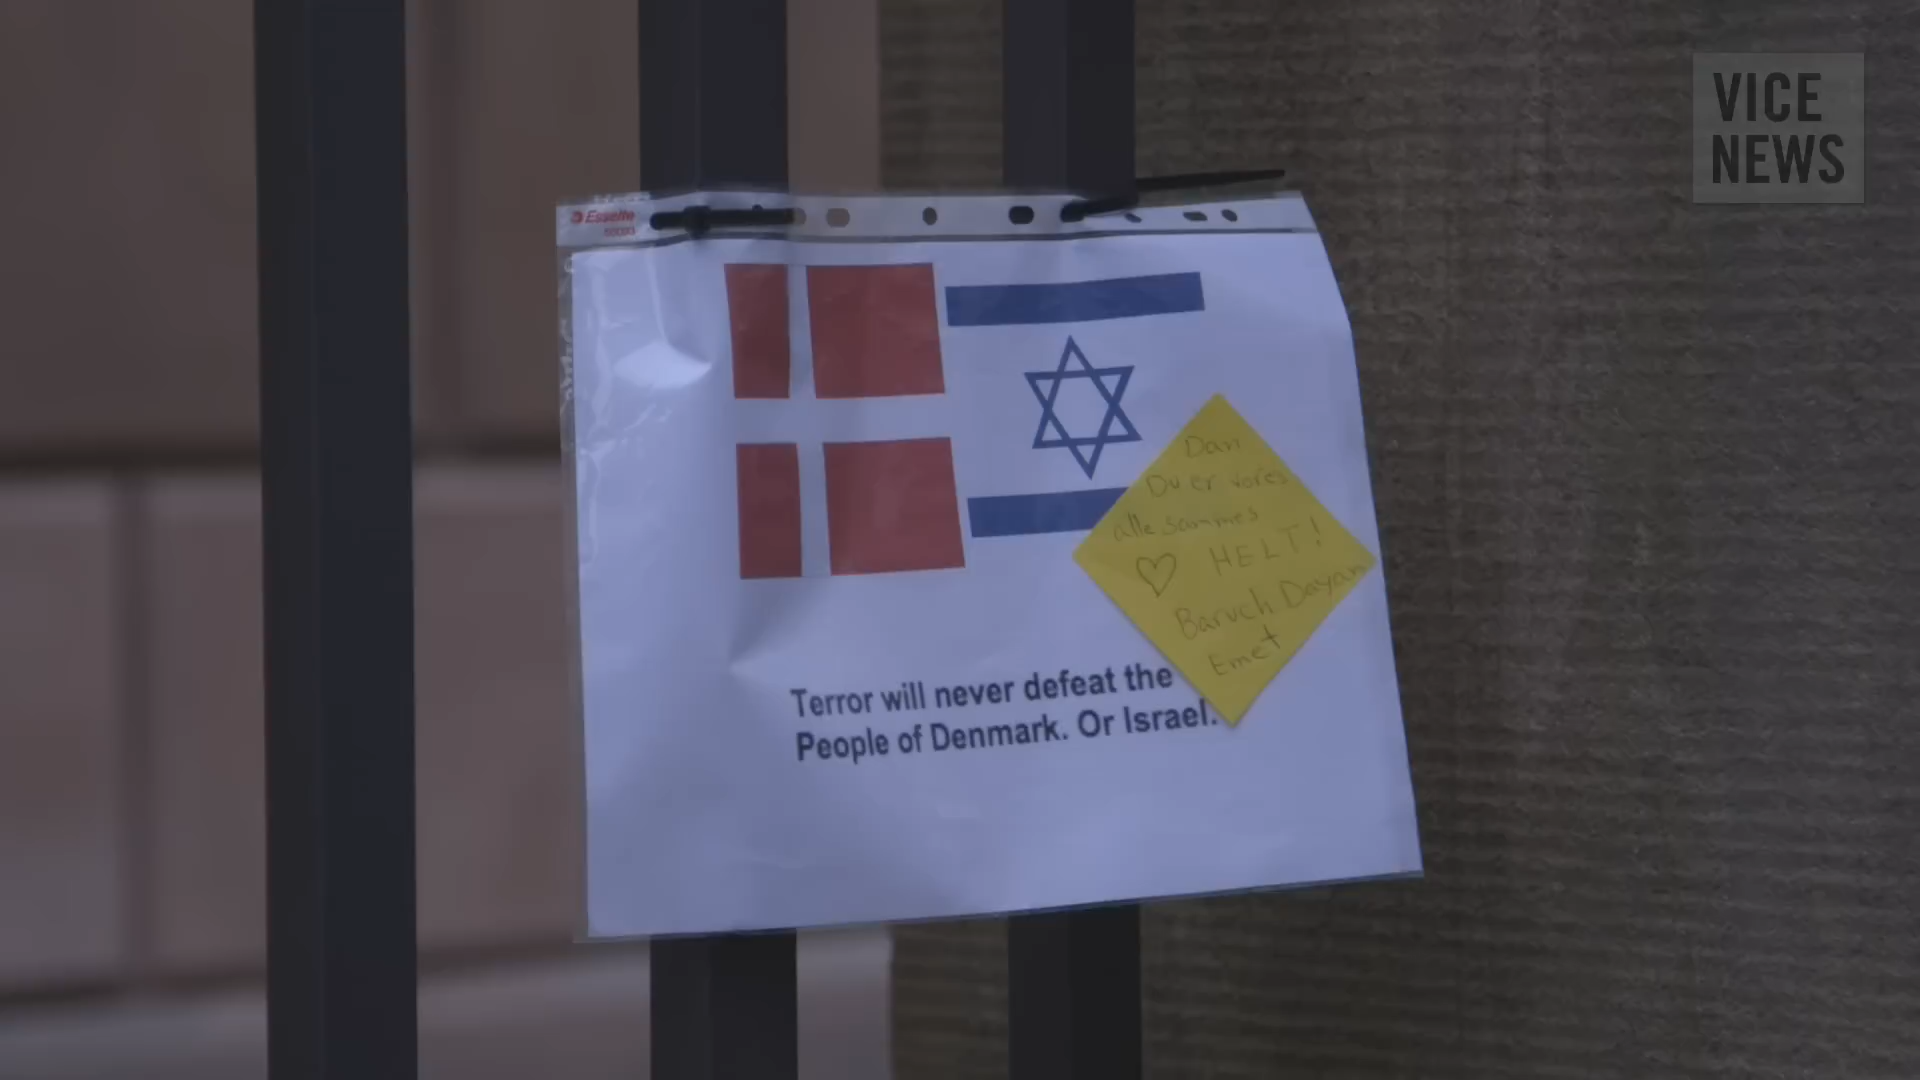 VICE
NEWS
Esselte
Dan
Du er vores
alle sammes
♡ HELT!
Baruch Dayan
Emet
Terror will never defeat the
People of Denmark. Or Israel.